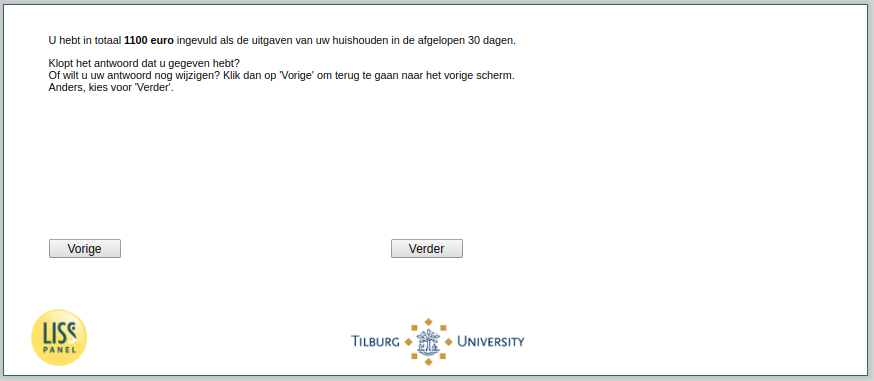 U hebt in totaal 1100 euro ingevuld als de uitgaven van uw huishouden in de afgelopen 30 dagen.
Klopt het antwoord dat u gegeven hebt?
Of wilt u uw antwoord nog wijzigen? Klik dan op 'Vorige' om terug te gaan naar het vorige scherm.
Anders, kies voor 'Verder'.
Vorige
Verder
LISS
PANEL
TILBURG UNIVERSITY